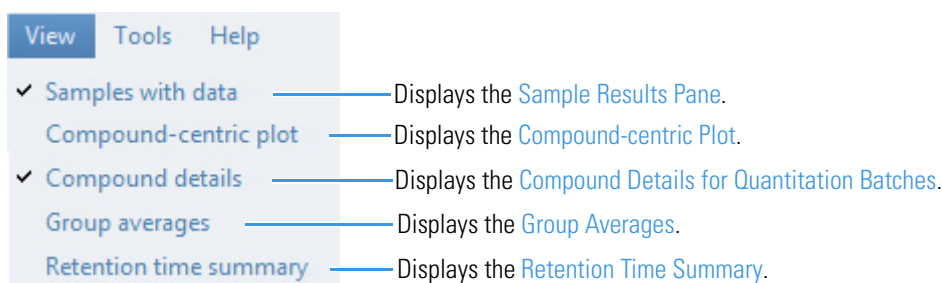 View Tools Help
✔ Samples with data Displays the Sample Results Pane.
Compound-centric plot Displays the Compound-centric Plot.
✔ Compound details Displays the Compound Details for Quantitation Batches.
Group averages Displays the Group Averages.
Retention time summary Displays the Retention Time Summary.